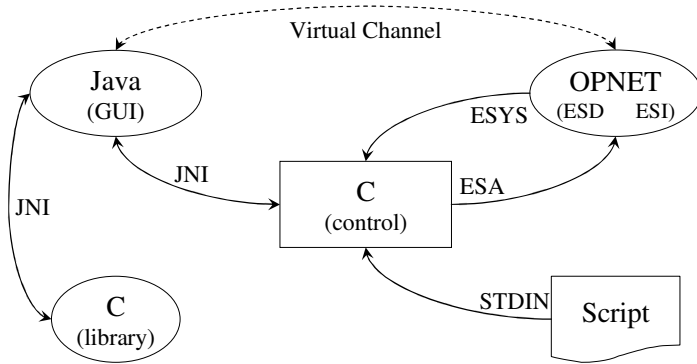 Virtual Channel
Java
(GUI)
OPNET
(ESD ESI)
ESYS
JNI
C
(control)
ESA
JNI
C
(library)
STDIN
Script